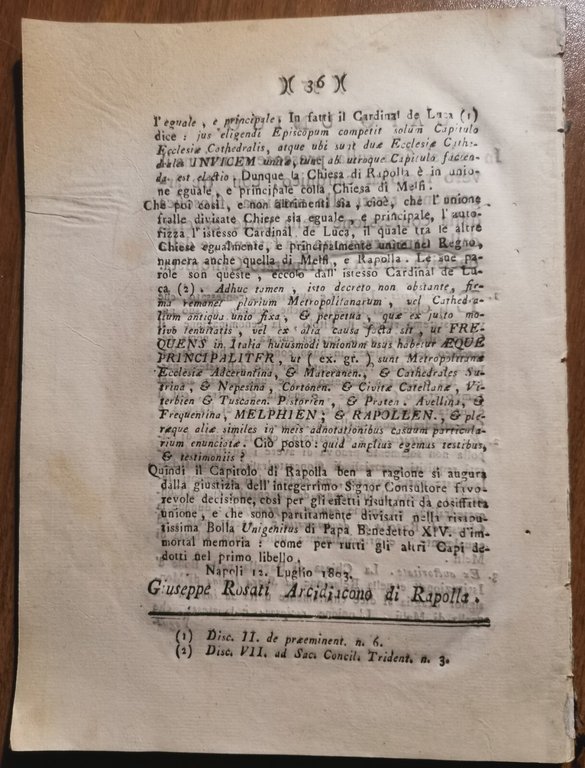 )( 36 )(
l'eguale, e principale. In fatti il Cardinal de Luca (1)
dice: jus eligendi Episcopum competit solum Capitulo
Ecclesiæ Cathedralis, atque ubi sunt duæ Ecclesiæ Cathe-
drales UNVICEM unitæ, tunc ab utroque Capitulo facien-
da est electio. Dunque la Chiesa di Rapolla è in unio-
ne eguale, e principale colla Chiesa di Melfi.
Che poi così, e non altrimenti sia, cioè, che l'unione
fralle divisate Chiese sia eguale, e principale, l'auto-
rizza l'istesso Cardinal de Luca, il quale tra le altre
Chiese egualmente, e principalmente unite nel Regno,
numera anche quella di Melfi, e Rapolla. Le sue pa-
role son queste, eccolo dall'istesso Cardinal de Lu-
ca (2). Adhuc tamen, isto decreto non obstante, fir-
ma remanet plurium Metropolitanarum, vel Cathedra-
lium antiqua unio fixa, & perpetua, quæ ex justo mo-
tivo tenuitatis, vel ex alia causa facta sit, ut FRE-
QUENS in Italia huiusmodi unionum usus habetur ÆQUE
PRINCIPALITER, ut (ex. gr.) sunt Metropolitanæ
Ecclesiæ Adceruntina, & Materanen., & Cathedrales Su-
trina, & Nepesina, Cortonen. & Civitæ Catellanæ, Vi-
terbien & Tuscanen. Pistorien, & Praten. Avellina, &
Frequentina, MELPHIEN, & RAPOLLEN., & ple-
ræque aliæ similes in meis adnotationibus casuum particula-
rium enunciatæ. Ciò posto: quid amplius egemus testibus,
& testimoniis?
Quindi il Capitolo di Rapolla ben a ragione si augura
dalla giustizia dell'integerrimo Signor Consultore favo-
revole decisione, così per gli effetti risultanti da cosiffatta
unione, e che sono partitamente divisati nella risapu-
tissima Bolla Unigenitus di Papa Benedetto XIV. d'im-
mortal memoria; come per tutti gli altri Capi de-
dotti nel primo libello.
Napoli 12. Luglio 1803.
Giuseppe Rosati Arcidiacono di Rapolla.
(1) Disc. II. de præeminent. n. 6.
(2) Disc. VII. ad Sac. Concil. Trident. n. 3.